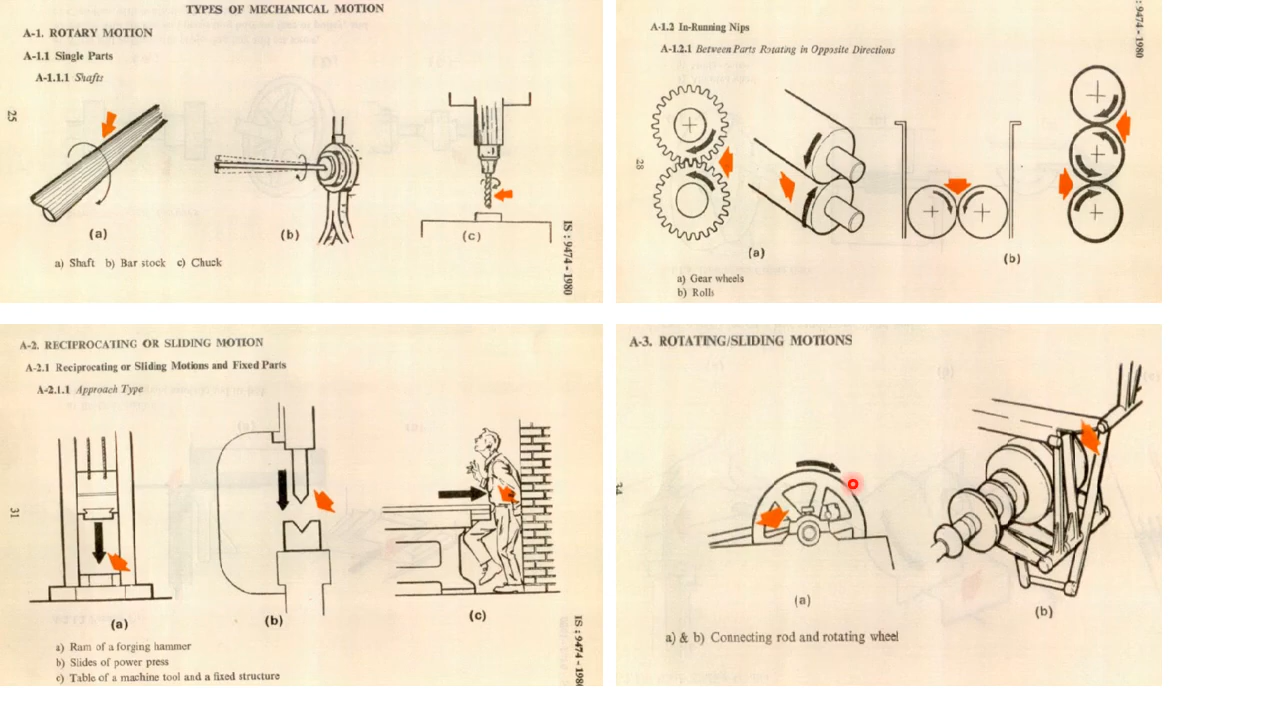 TYPES OF MECHANICAL MOTION
A-1. ROTARY MOTION
A-1.1 Single Parts
A-1.1.1 Shafts
25
(a)
(b)
(c)
a) Shaft b) Bar stock c) Chuck
IS : 9474 - 1980
A-1.2 In-Running Nips
A-1.2.1 Between Parts Rotating in Opposite Directions
: 9474 - 1980
28
(a)
(b)
a) Gear wheels
b) Rolls
A-2. RECIPROCATING OR SLIDING MOTION
A-2.1 Reciprocating or Sliding Motions and Fixed Parts
A-2.1.1 Approach Type
31
(a)
(b)
(c)
a) Ram of a forging hammer
b) Slides of power press
c) Table of a machine tool and a fixed structure
IS : 9474 - 198
A-3. ROTATING/SLIDING MOTIONS
(a)
(b)
a) & b) Connecting rod and rotating wheel